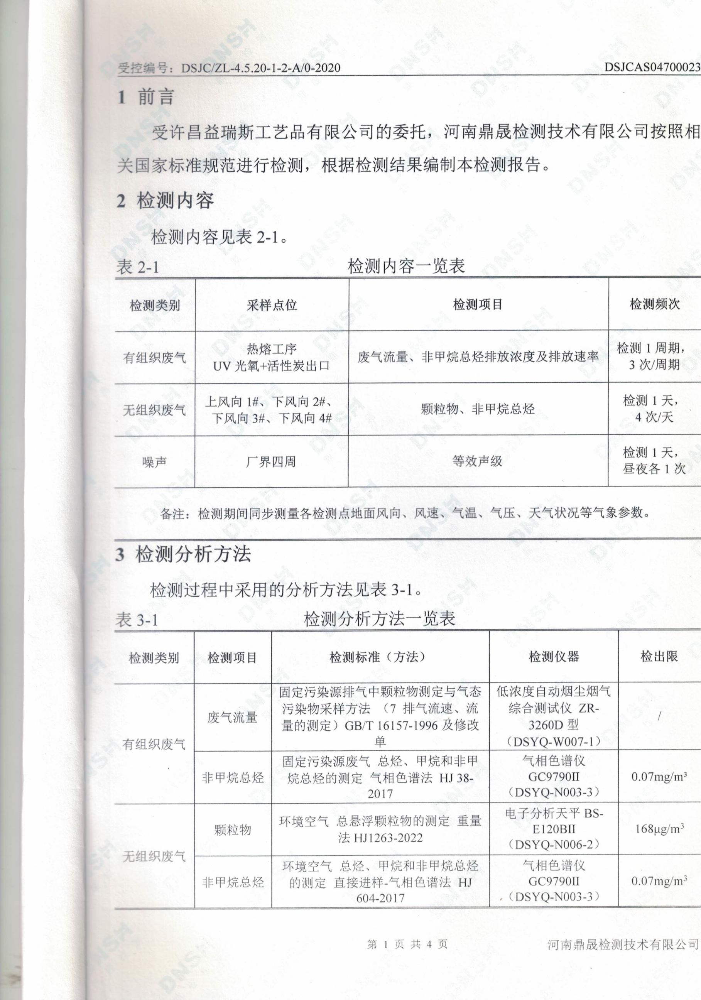 受控编号：DSJC/ZL-4.5.20-1-2-A/0-2020
DSJCAS04700023
1 前言
受许昌益瑞斯工艺品有限公司的委托，河南鼎晟检测技术有限公司按照相
关国家标准规范进行检测，根据检测结果编制本检测报告。
2 检测内容
检测内容见表 2-1。
表 2-1 检测内容一览表
检测类别 采样点位 检测项目 检测频次
有组织废气
热熔工序
UV 光氧+活性炭出口
废气流量、非甲烷总烃排放浓度及排放速率
检测 1 周期，
3 次/周期
无组织废气
上风向 1#、下风向 2#、
下风向 3#、下风向 4#
颗粒物、非甲烷总烃
检测 1 天，
4 次/天
噪声
厂界四周
等效声级
检测 1 天，
昼夜各 1 次
备注：检测期间同步测量各检测点地面风向、风速、气温、气压、天气状况等气象参数。
3 检测分析方法
检测过程中采用的分析方法见表 3-1。
表 3-1 检测分析方法一览表
检测类别 检测项目 检测标准（方法） 检测仪器 检出限
有组织废气
废气流量
固定污染源排气中颗粒物测定与气态
污染物采样方法 （7 排气流速、流
量的测定）GB/T 16157-1996 及修改
单
低浓度自动烟尘烟气
综合测试仪 ZR-
3260D 型
（DSYQ-W007-1）
/
非甲烷总烃
固定污染源废气 总烃、甲烷和非甲
烷总烃的测定 气相色谱法 HJ 38-
2017
气相色谱仪
GC9790II
（DSYQ-N003-3）
0.07mg/m³
无组织废气
颗粒物
环境空气 总悬浮颗粒物的测定 重量
法 HJ1263-2022
电子分析天平 BS-
E120BII
（DSYQ-N006-2）
168μg/m³
非甲烷总烃
环境空气 总烃、甲烷和非甲烷总烃
的测定 直接进样-气相色谱法 HJ
604-2017
气相色谱仪
GC9790II
（DSYQ-N003-3）
0.07mg/m³
第 1 页 共 4 页
河南鼎晟检测技术有限公司